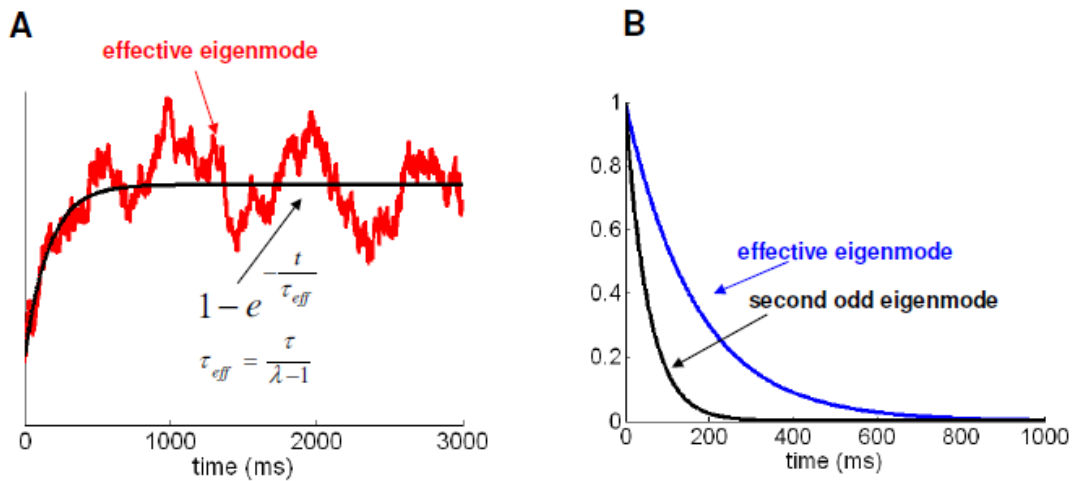 A
effective eigenmode
1 − e^{−t/τ_eff}
τ_eff = τ/(λ−1)
0 1000 2000 3000
time (ms)
B
1
0.8
0.6
0.4
0.2
0
effective eigenmode
second odd eigenmode
0 200 400 600 800 1000
time (ms)